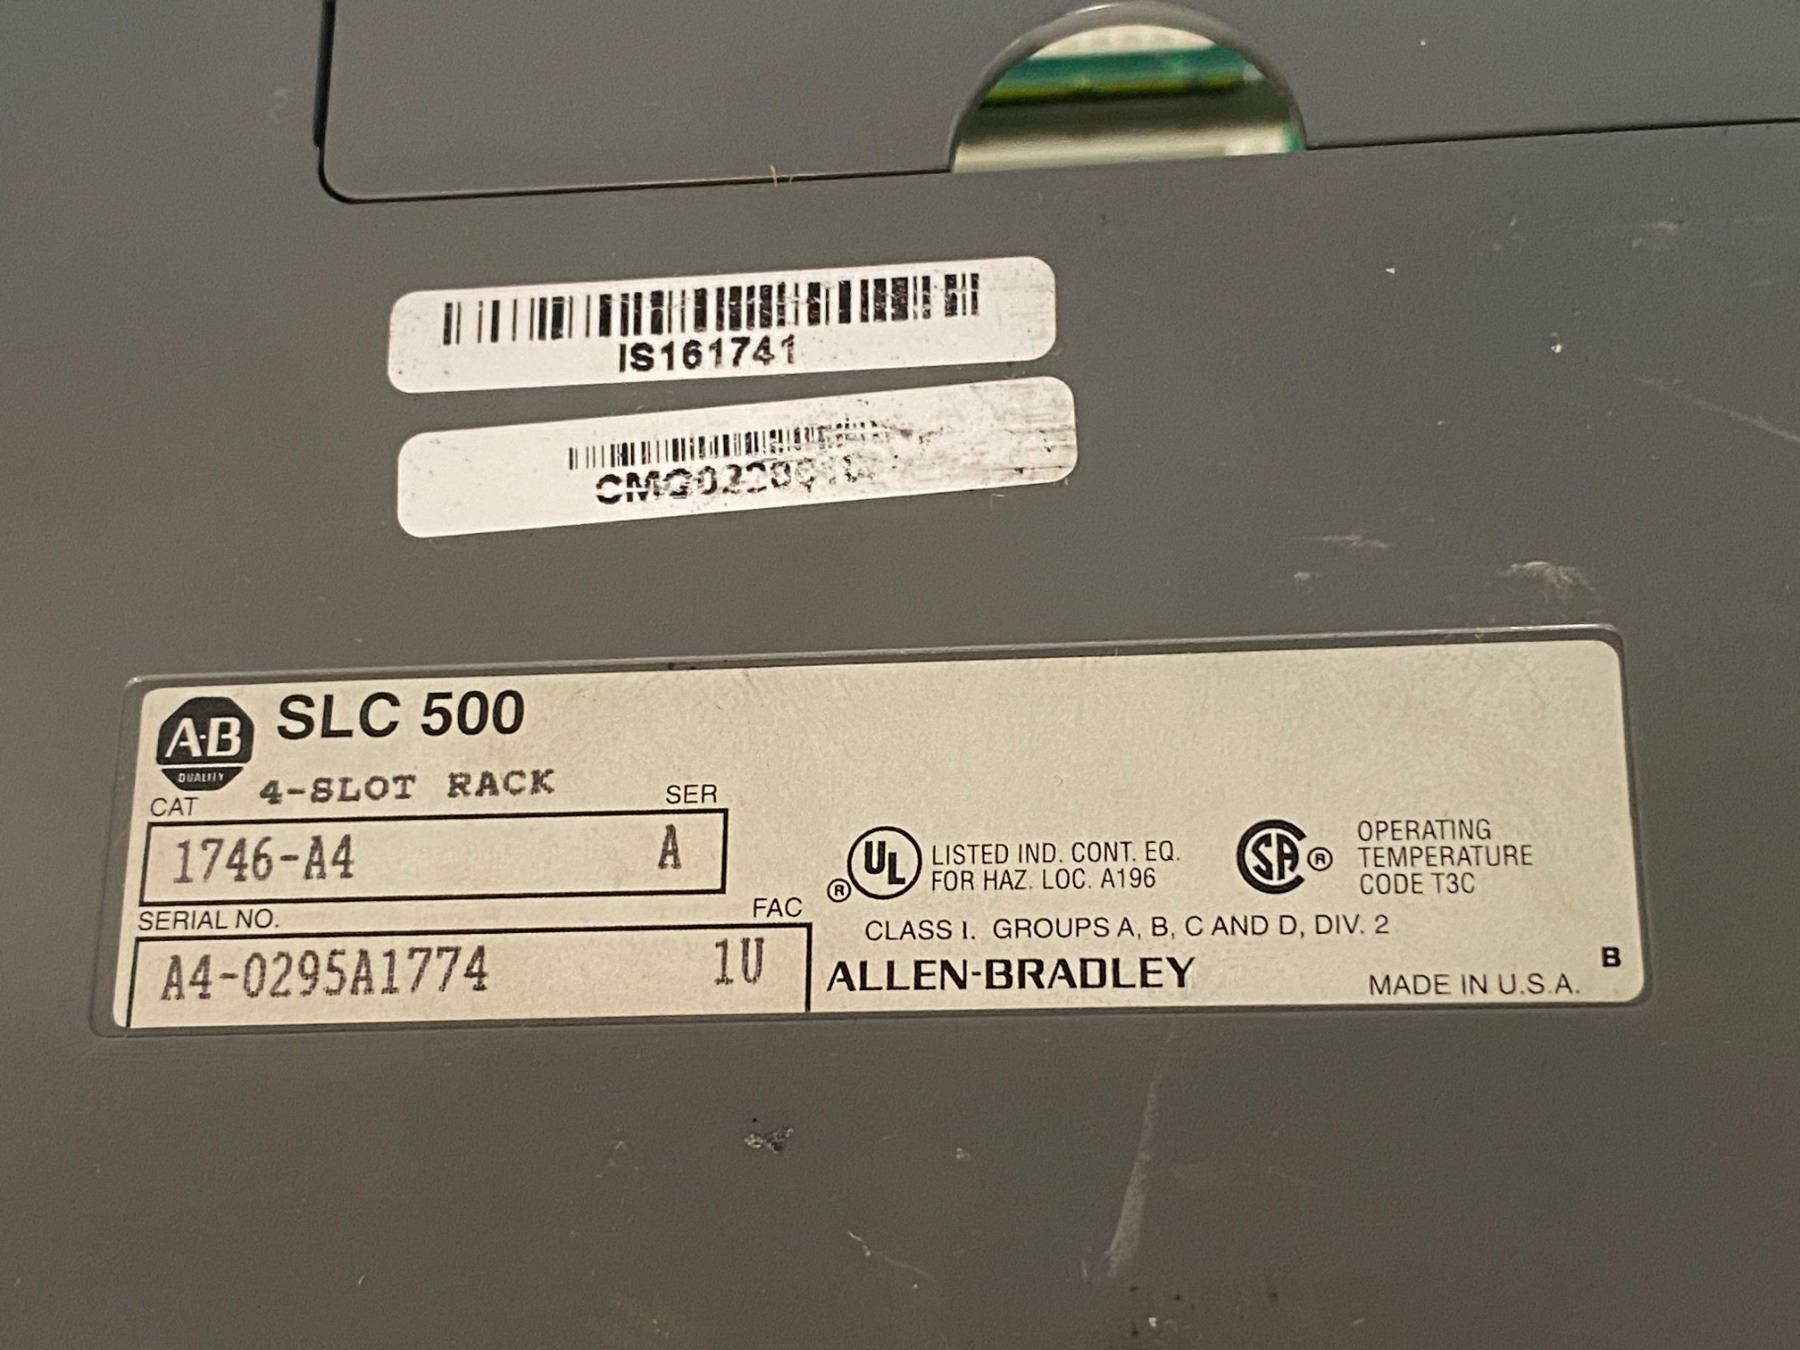 IS161741
A-B
QUALITY
SLC 500
4-SLOT RACK
CAT
SER
1746-A4
A
SERIAL NO.
FAC
A4-0295A1774
1U
® UL LISTED IND. CONT. EQ.
FOR HAZ. LOC. A196
SA ® OPERATING
TEMPERATURE
CODE T3C
CLASS I, GROUPS A, B, C AND D, DIV. 2
ALLEN-BRADLEY
MADE IN U.S.A.
B